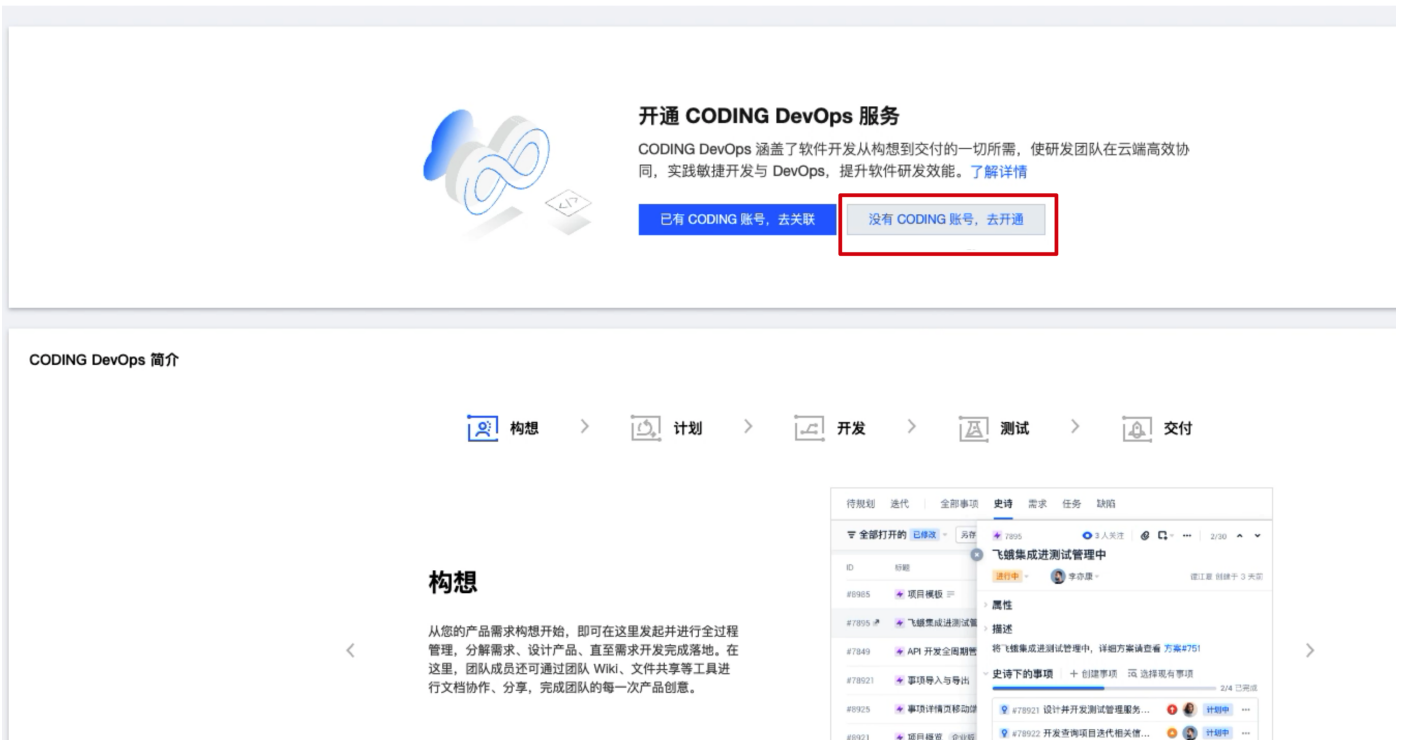 开通 CODING DevOps 服务
CODING DevOps 涵盖了软件开发从构想到交付的一切所需，使研发团队在云端高效协
同，实践敏捷开发与 DevOps，提升软件研发效能。了解详情
已有 CODING 账号，去关联
没有 CODING 账号，去开通
CODING DevOps 简介
构想
计划
开发
测试
交付
构想
从您的产品需求构想开始，即可在这里发起并进行全过程
管理，分解需求、设计产品、直至需求开发完成落地。在
这里，团队成员还可通过团队 Wiki、文件共享等工具进
行文档协作、分享，完成团队的每一次产品创意。
待规划 迭代 全部事项 史诗 需求 任务 缺陷
全部打开的 已修改 另存
ID 标题
#8985 项目模板
#7895 飞蛾集成进测试管
#7849 API 开发全周期管
#78921 事项导入与导出
#8925 事项详情页移动端
#8921 项目概览 企业版
7895 3 人关注 2/30
飞蛾集成进测试管理中
进行中 李亦康 创建于 3 天前
属性
描述
将飞蛾集成进测试管理中，详细方案请查看 方案#751
史诗下的事项 + 创建事项 选择现有事项
2/4 已完成
#78921 设计并开发测试管理服务... 计划中 ...
#78922 开发查询项目迭代相关信... 计划中 ...